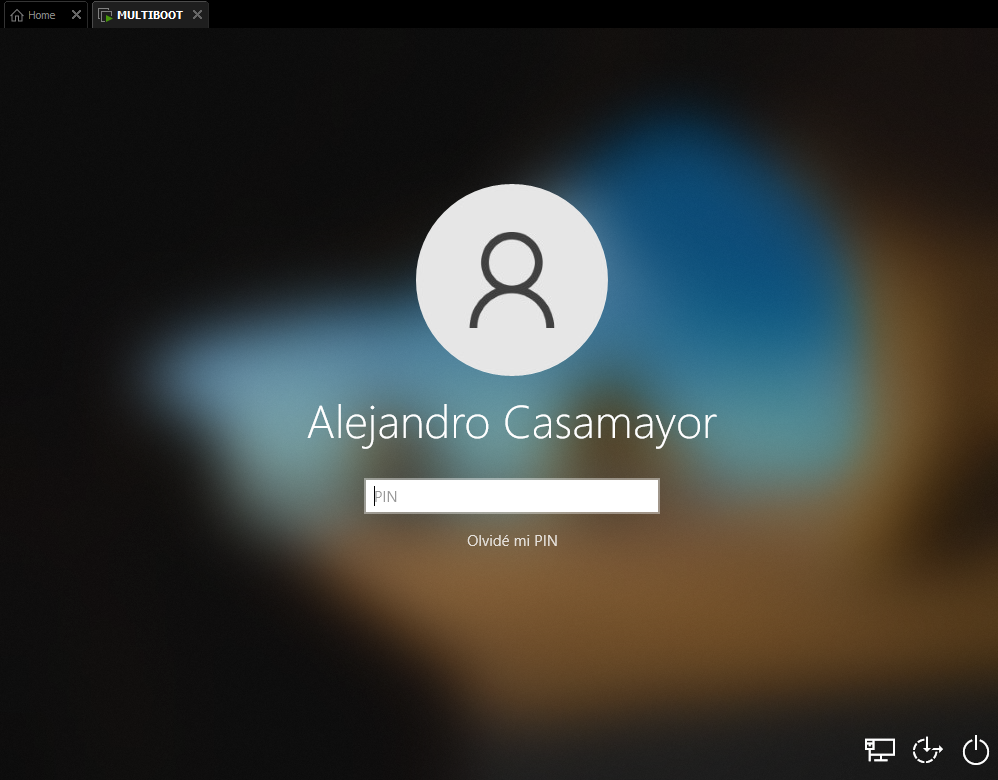 Home
MULTIBOOT
Alejandro Casamayor
PIN
Olvidé mi PIN